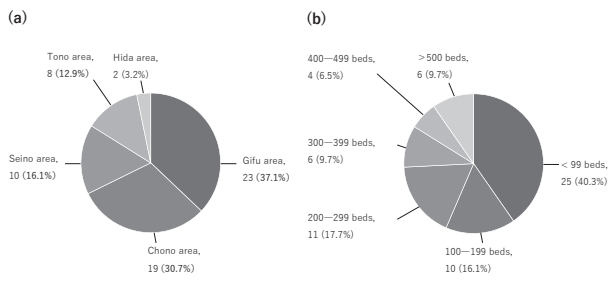 (a)
Tono area,
8 (12.9%)
Hida area,
2 (3.2%)
Seino area,
10 (16.1%)
Gifu area,
23 (37.1%)
Chono area,
19 (30.7%)
(b)
400—499 beds,
4 (6.5%)
>500 beds,
6 (9.7%)
300—399 beds,
6 (9.7%)
< 99 beds,
25 (40.3%)
200—299 beds,
11 (17.7%)
100—199 beds,
10 (16.1%)